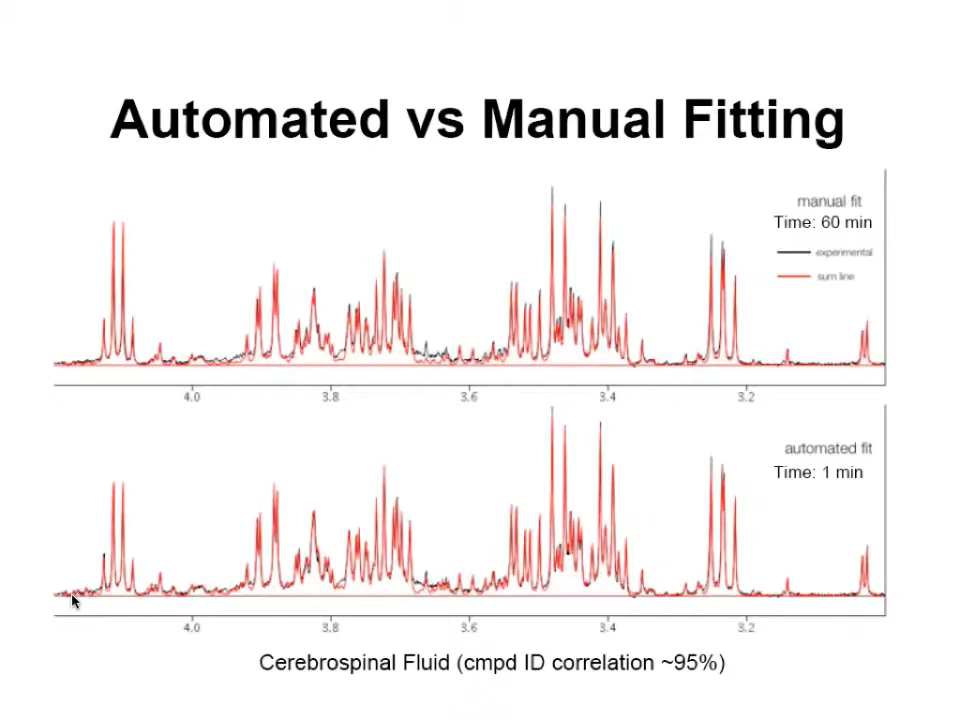 Automated vs Manual Fitting
manual fit
Time: 60 min
experimental
sum line
4.0 3.8 3.6 3.4 3.2
automated fit
Time: 1 min
4.0 3.8 3.6 3.4 3.2
Cerebrospinal Fluid (cmpd ID correlation ~95%)